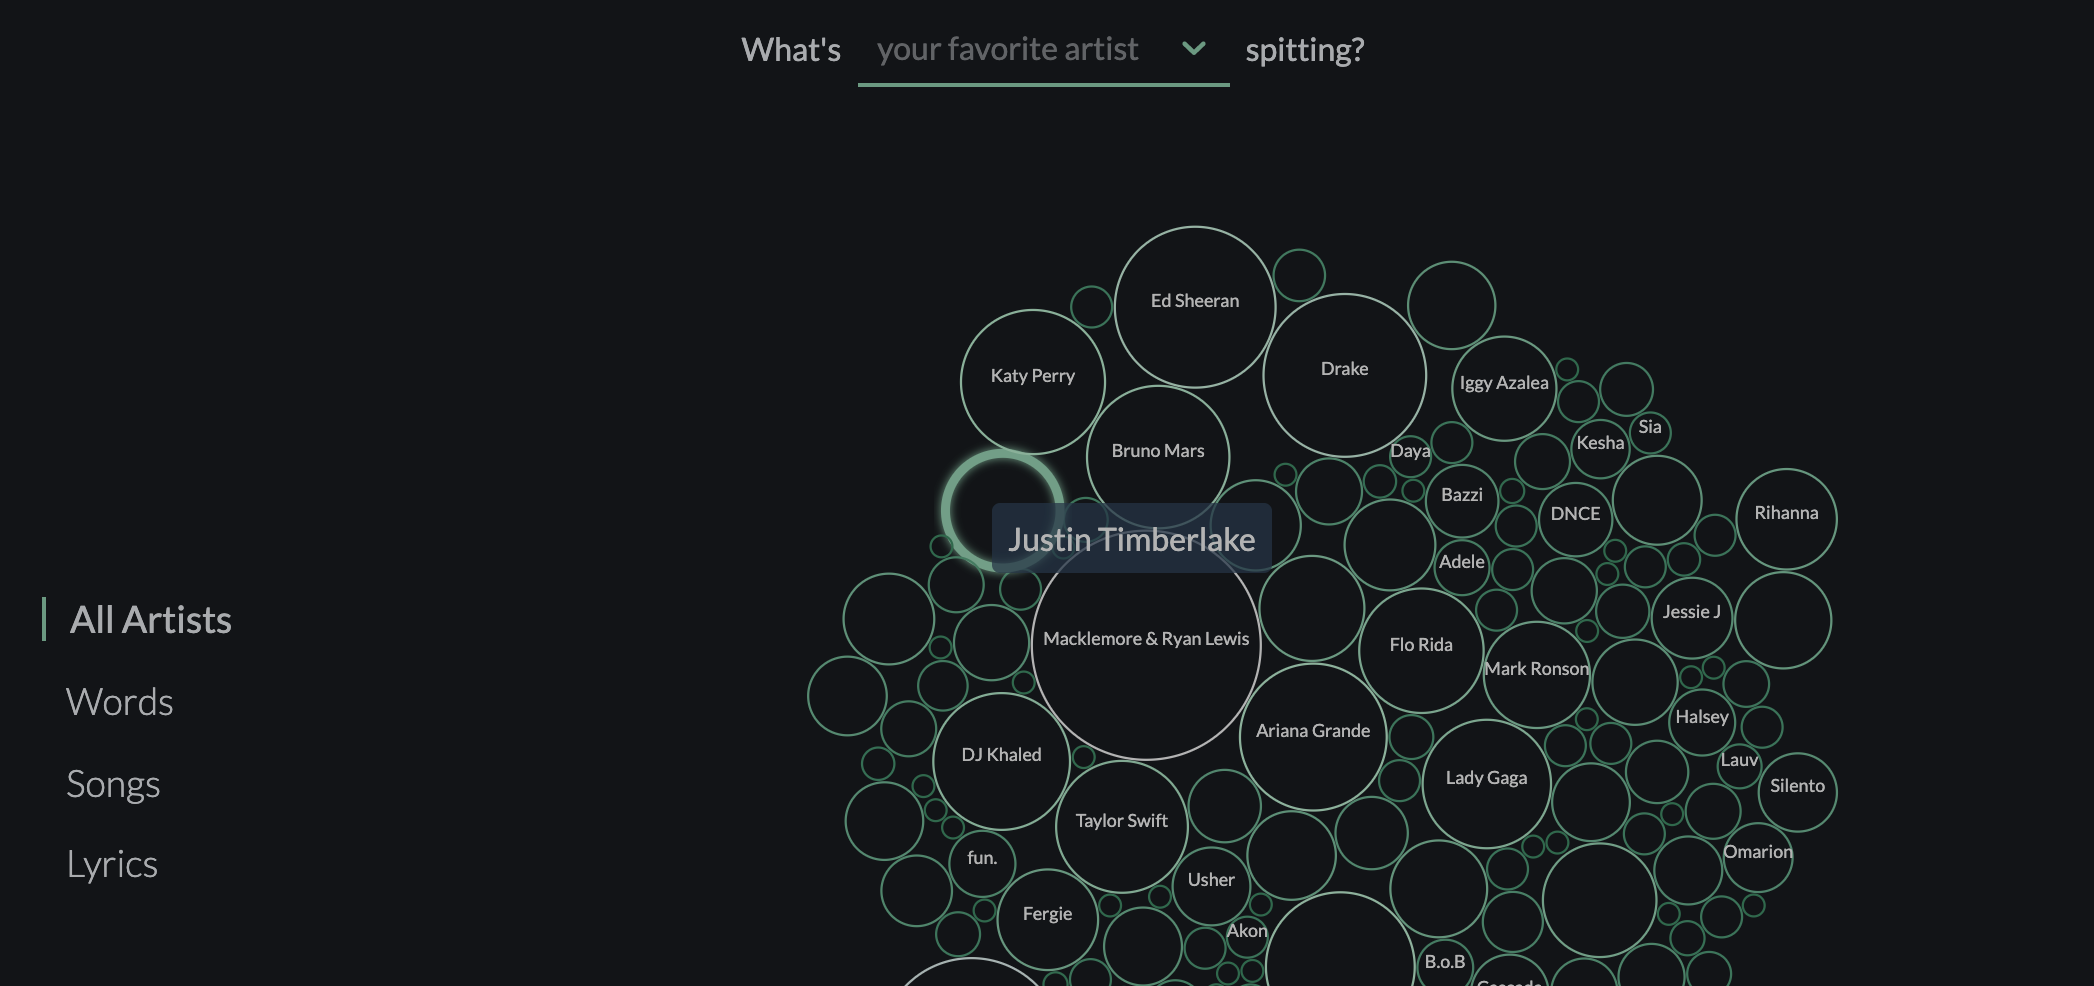 What's your favorite artist spitting?
Ed Sheeran
Drake
Katy Perry
Iggy Azalea
Sia
Kesha
Bruno Mars
Daya
Bazzi
DNCE
Rihanna
Justin Timberlake
Adele
Jessie J
All Artists
Macklemore & Ryan Lewis
Flo Rida
Mark Ronson
Words
Halsey
Ariana Grande
DJ Khaled
Lauv
Lady Gaga
Silento
Songs
Taylor Swift
Omarion
fun.
Lyrics
Usher
Fergie
Akon
B.o.B